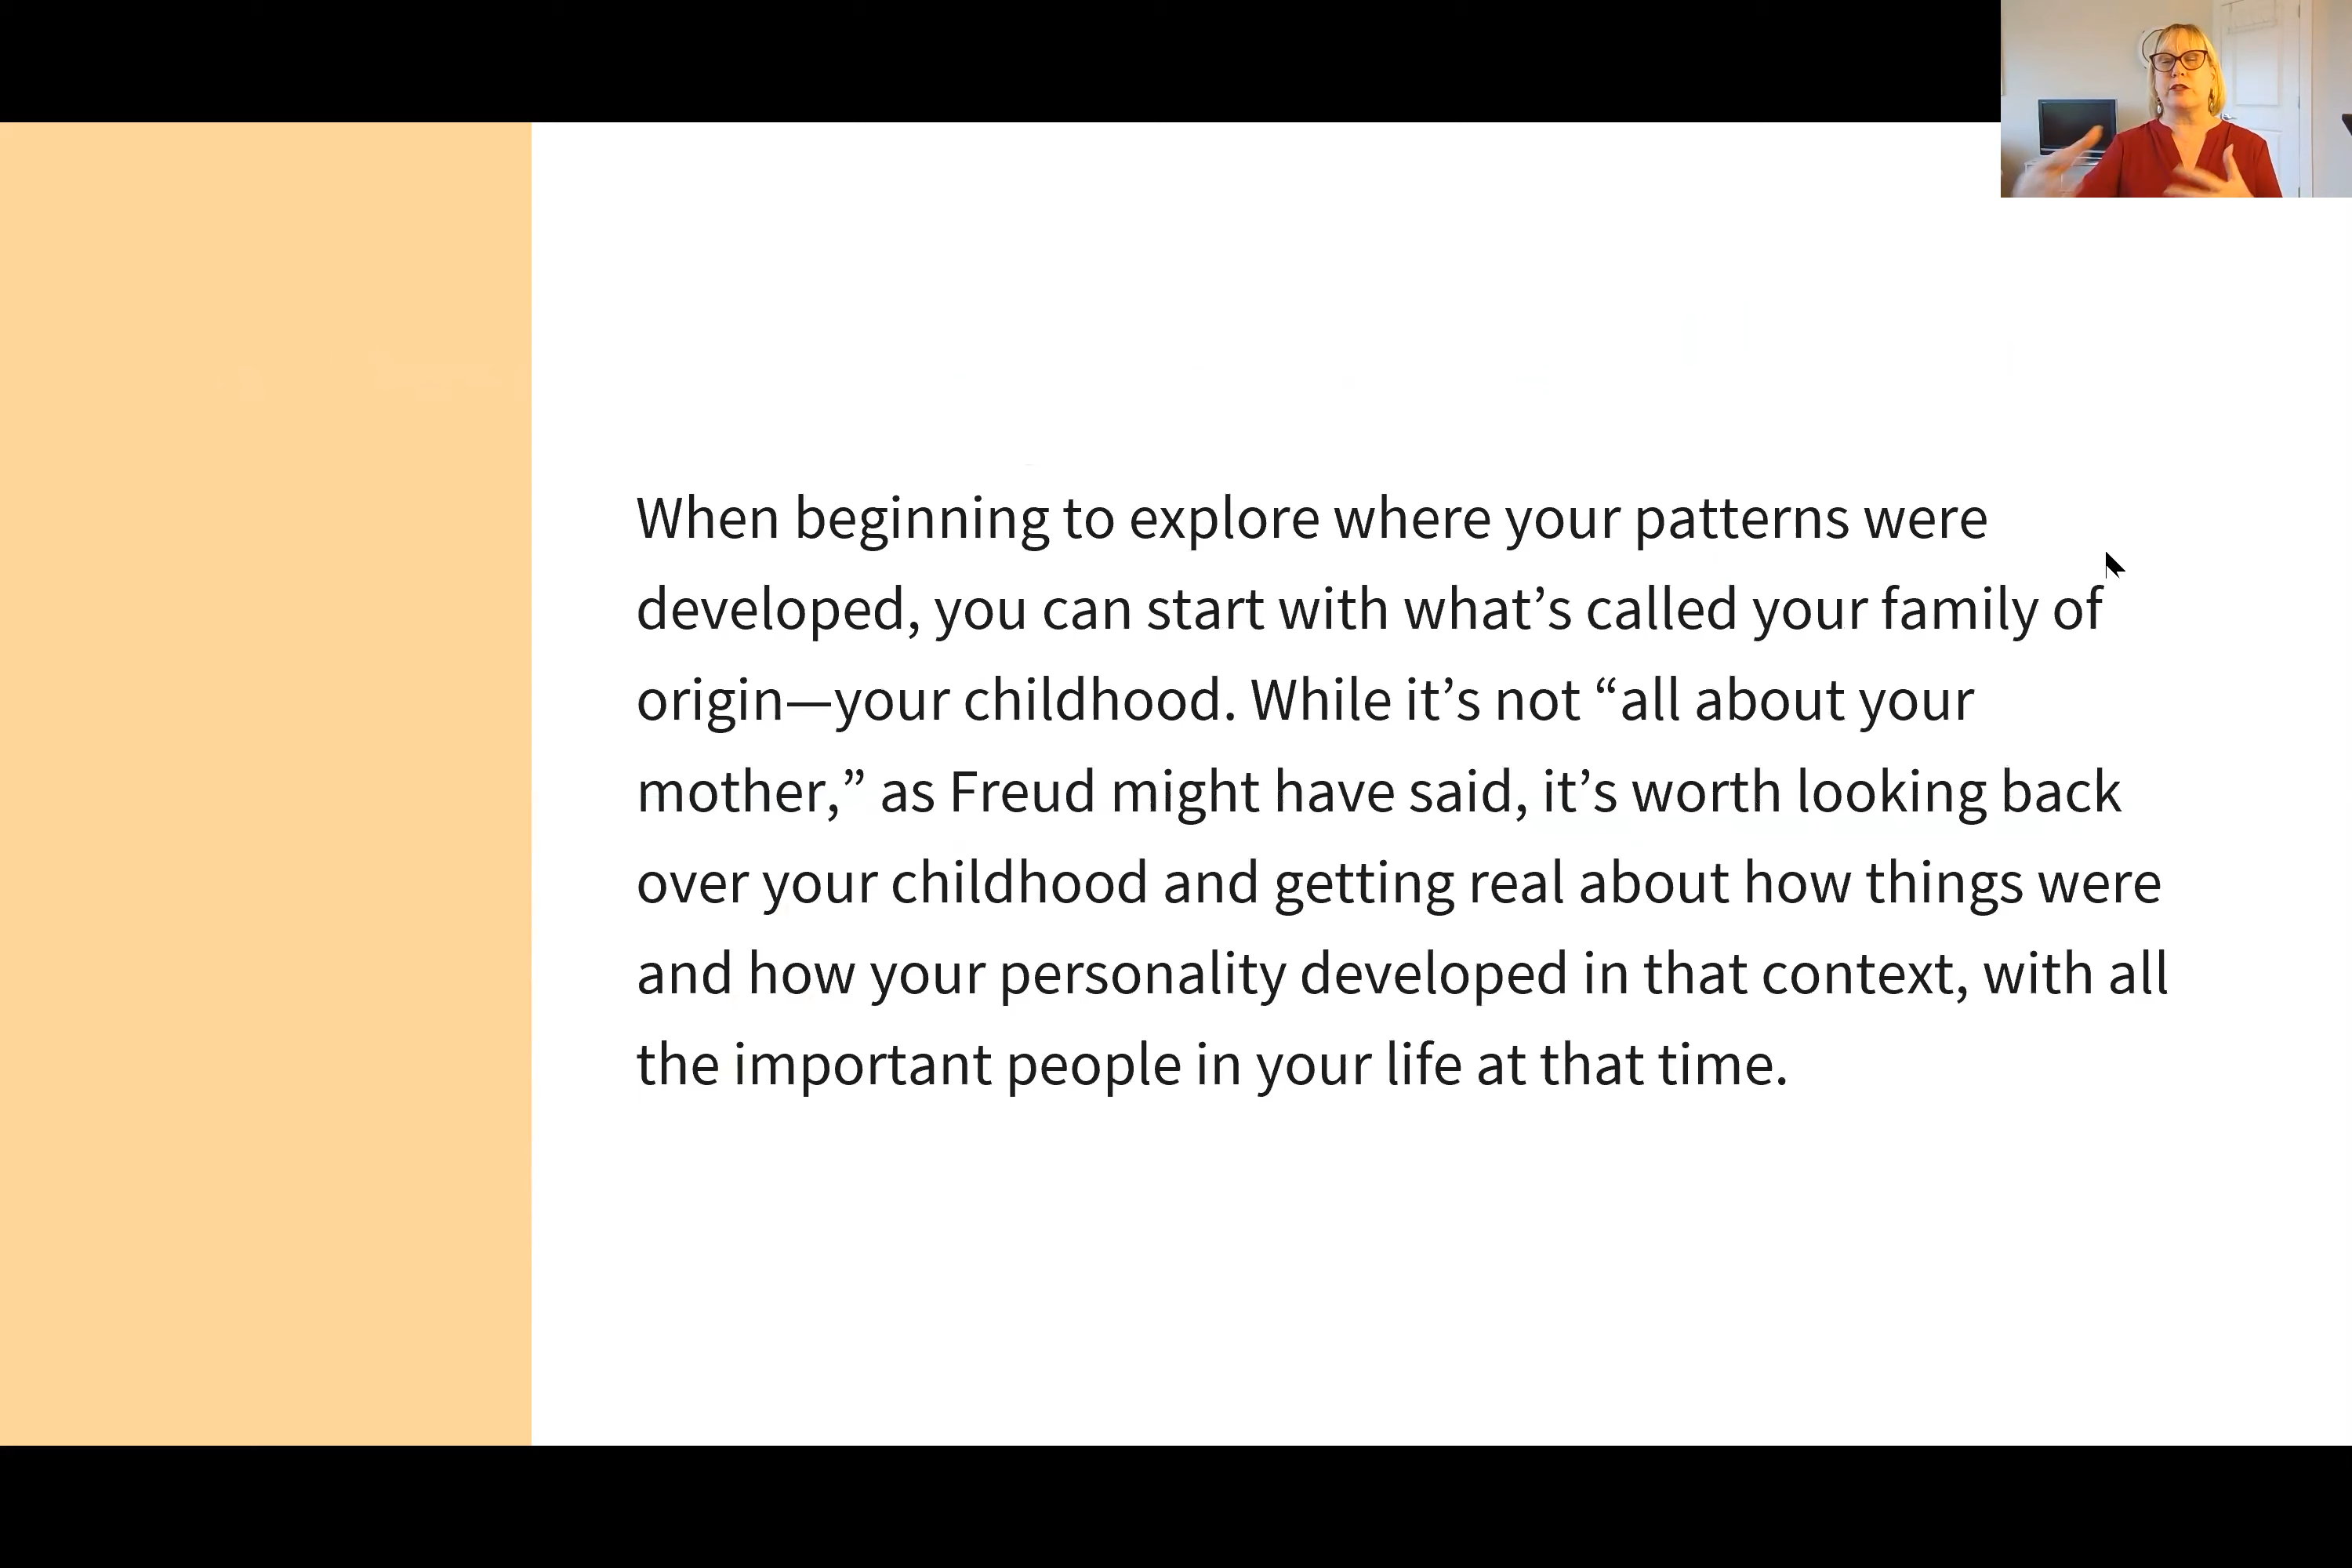 When beginning to explore where your patterns were
developed, you can start with what’s called your family of
origin—your childhood. While it’s not “all about your
mother,” as Freud might have said, it’s worth looking back
over your childhood and getting real about how things were
and how your personality developed in that context, with all
the important people in your life at that time.